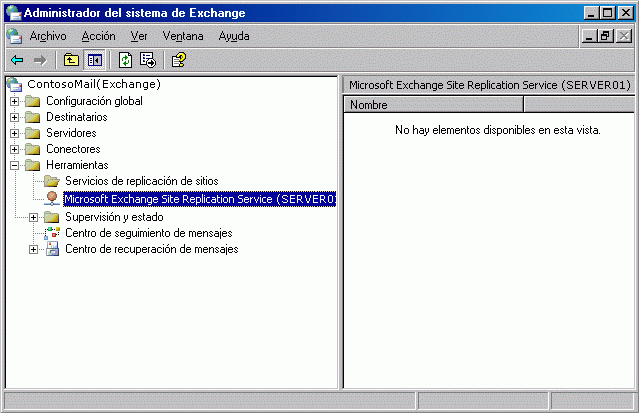 Administrador del sistema de Exchange
Archivo Acción Ver Ventana Ayuda
ContosoMail(Exchange)
Configuración global
Destinatarios
Servidores
Conectores
Herramientas
Servicios de replicación de sitios
Microsoft Exchange Site Replication Service (SERVER01
Supervisión y estado
Centro de seguimiento de mensajes
Centro de recuperación de mensajes
Microsoft Exchange Site Replication Service (SERVER01)
Nombre
No hay elementos disponibles en esta vista.